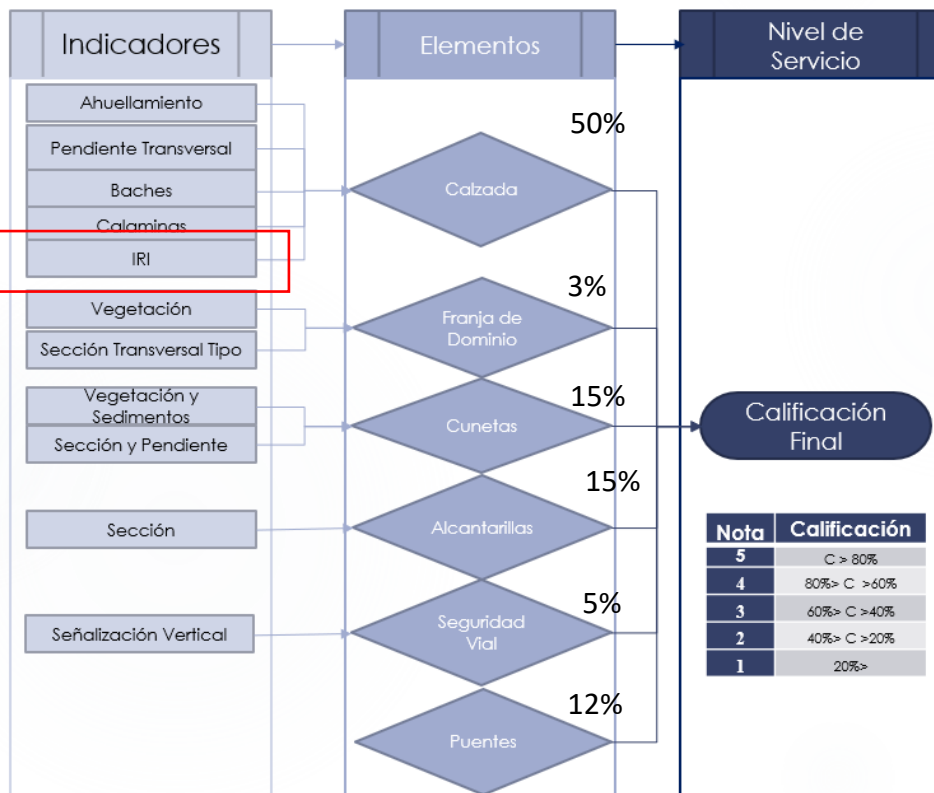 Indicadores
Elementos
Nivel de
Servicio
Ahuellamiento
Pendiente Transversal
Baches
Calaminas
IRI
Vegetación
Sección Transversal Tipo
Vegetación y
Sedimentos
Sección y Pendiente
Sección
Señalización Vertical
50%
Calzada
3%
Franja de
Dominio
15%
Cunetas
15%
Alcantarillas
5%
Seguridad
Vial
12%
Puentes
Calificación
Final
Nota Calificación
5 C > 80%
4 80%> C >60%
3 60%> C >40%
2 40%> C >20%
1 20%>